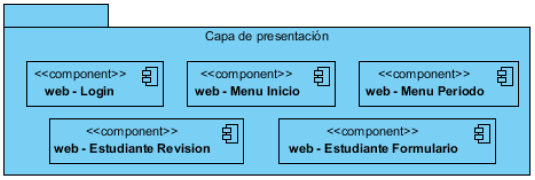 Capa de presentación
<<component>>
web - Login
<<component>>
web - Menu Inicio
<<component>>
web - Menu Periodo
<<component>>
web - Estudiante Revision
<<component>>
web - Estudiante Formulario